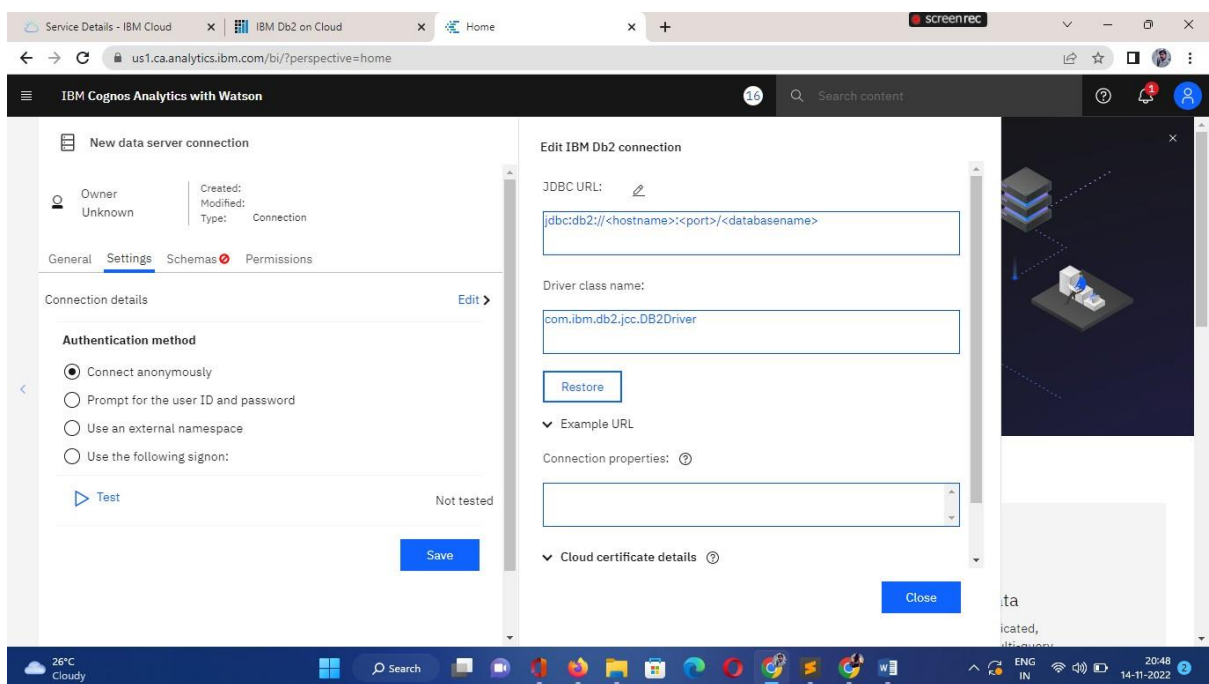 Service Details - IBM Cloud
IBM Db2 on Cloud
Home
screenrec
us1.ca.analytics.ibm.com/bi/?perspective=home
IBM Cognos Analytics with Watson
16
Search content
1
New data server connection
Owner
Unknown
Created:
Modified:
Type: Connection
General Settings Schemas Permissions
Connection details
Edit
Authentication method
Connect anonymously
Prompt for the user ID and password
Use an external namespace
Use the following signon:
Test
Not tested
Save
Edit IBM Db2 connection
JDBC URL:
jdbc:db2://<hostname>:<port>/<databasename>
Driver class name:
com.ibm.db2.jcc.DB2Driver
Restore
Example URL
Connection properties:
Cloud certificate details
Close
ta
icated,
ulti-query
26°C
Cloudy
Search
ENG
IN
20:48
14-11-2022
2